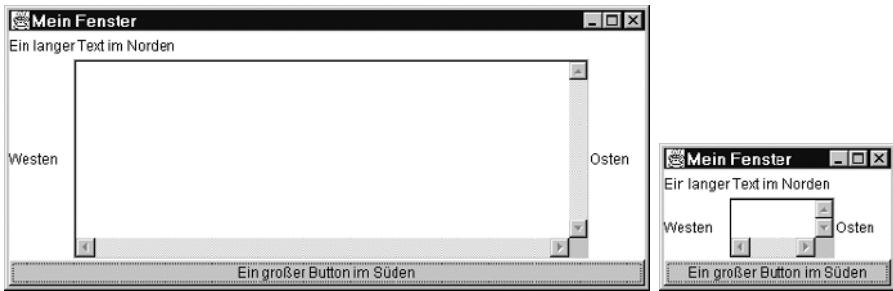 Mein Fenster
Ein langer Text im Norden
Westen
Osten
Ein großer Button im Süden
Mein Fenster
Ein langer Text im Norden
Westen
Osten
Ein großer Button im Süden